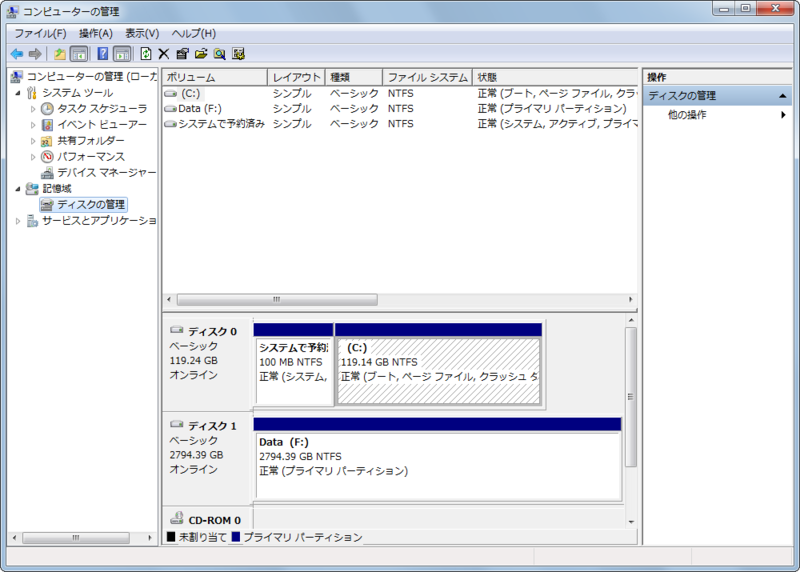 コンピューターの管理
ファイル(F) 操作(A) 表示(V) ヘルプ(H)
コンピューターの管理 (ローカ
システム ツール
タスク スケジューラ
イベント ビューアー
共有フォルダー
パフォーマンス
デバイス マネージャー
記憶域
ディスクの管理
サービスとアプリケーショ
ボリューム レイアウト 種類 ファイル システム 状態
(C:) シンプル ベーシック NTFS 正常 (ブート, ページ ファイル, クラ
Data (F:) シンプル ベーシック NTFS 正常 (プライマリ パーティション)
システムで予約済み シンプル ベーシック NTFS 正常 (システム, アクティブ, プライマ
操作
ディスクの管理
他の操作
ディスク 0
ベーシック
119.24 GB
オンライン
システムで予約済
100 MB NTFS
正常 (システム,
(C:)
119.14 GB NTFS
正常 (ブート, ページ ファイル, クラッシュ ダ
ディスク 1
ベーシック
2794.39 GB
オンライン
Data (F:)
2794.39 GB NTFS
正常 (プライマリ パーティション)
CD-ROM 0
未割り当て プライマリ パーティション